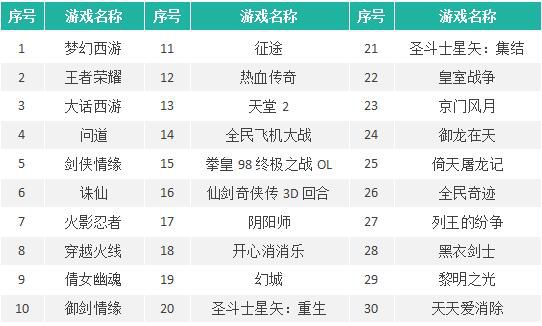 序号 游戏名称 序号 游戏名称 序号 游戏名称
1 梦幻西游 11 征途 21 圣斗士星矢：集结
2 王者荣耀 12 热血传奇 22 皇室战争
3 大话西游 13 天堂 2 23 京门风月
4 问道 14 全民飞机大战 24 御龙在天
5 剑侠情缘 15 拳皇 98 终极之战 OL 25 倚天屠龙记
6 诛仙 16 仙剑奇侠传 3D 回合 26 全民奇迹
7 火影忍者 17 阴阳师 27 列王的纷争
8 穿越火线 18 开心消消乐 28 黑衣剑士
9 倩女幽魂 19 幻城 29 黎明之光
10 御剑情缘 20 圣斗士星矢：重生 30 天天爱消除